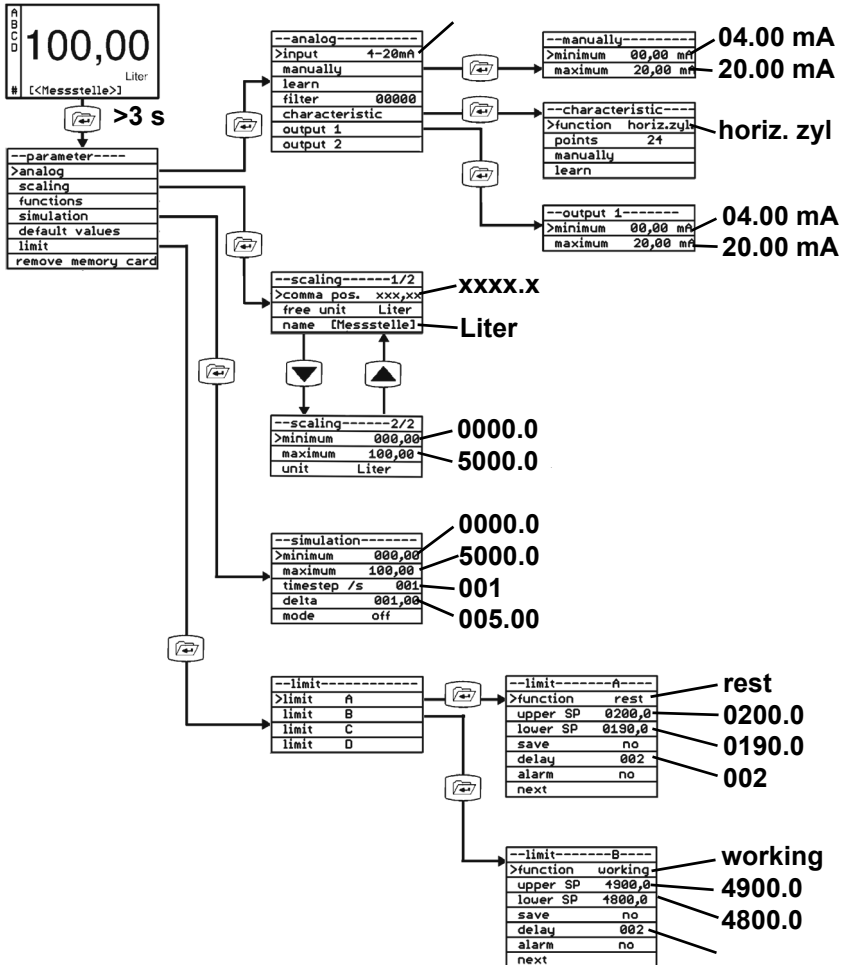 A
B
C
D
100,00
Liter
# [<Messstelle>]
>3 s
--parameter----
>analog
scaling
functions
simulation
default values
limit
remove memory card
--analog-------
>input 4-20mA
manually
learn
filter 00000
characteristic
output 1
output 2
--manually-------
>minimum 00,00 mA
maximum 20,00 mA
04.00 mA
20.00 mA
--characteristic----
>function horiz.zyl
points 24
manually
learn
horiz. zyl
--output 1-------
>minimum 00,00 mA
maximum 20,00 mA
04.00 mA
20.00 mA
--scaling------1/2
>comma pos. xxx,xx
free unit Liter
name [Messstelle]
xxxx.x
Liter
--scaling------2/2
>minimum 000,00
maximum 100,00
unit Liter
0000.0
5000.0
--simulation-------
>minimum 000,00
maximum 100,00
timestep /s 001
delta 001,00
mode off
0000.0
5000.0
001
005.00
--limit------------
>limit A
limit B
limit C
limit D
--limit-------A----
>function rest
upper SP 0200,0
lower SP 0190,0
save no
delay 002
alarm no
next
rest
0200.0
0190.0
002
--limit-------B----
>function working
upper SP 4900,0
lower SP 4800,0
save no
delay 002
alarm no
next
working
4900.0
4800.0